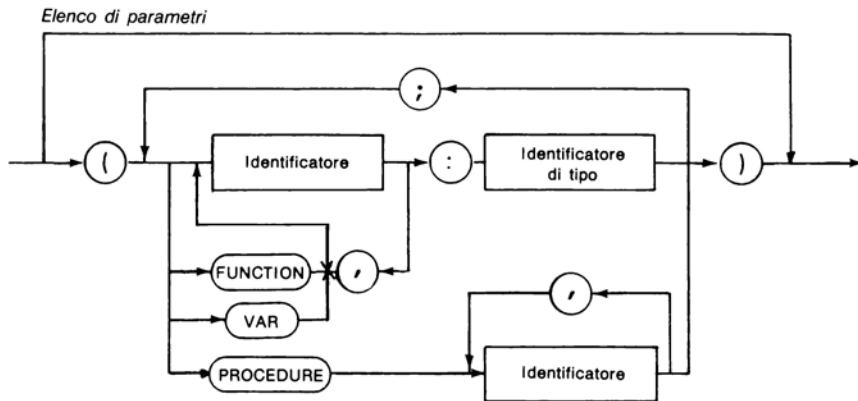 Elenco di parametri
;
( Identificatore : Identificatore di tipo )
FUNCTION ,
VAR
,
PROCEDURE Identificatore